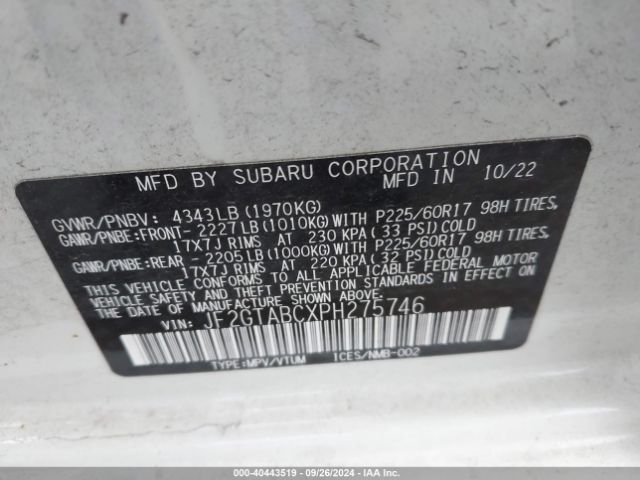 MFD BY SUBARU CORPORATION
MFD IN 10/22
GVWR/PNBV: 4343LB(1970KG)
GAWR/PNBE:FRONT- 2227LB(1010KG)WITH P225/60R17 98H TIRES,
17X7J RIMS AT 230 KPA(33 PSI)COLD
GAWR/PNBE:REAR - 2205LB(1000KG)WITH P225/60R17 98H TIRES,
17X7J RIMS AT 220 KPA(32 PSI)COLD
THIS VEHICLE CONFORMS TO ALL APPLICABLE FEDERAL MOTOR
VEHICLE SAFETY STANDARDS IN EFFECT ON
THE DATE OF MANUFACTURE SHOWN ABOVE.
VIN: JF2GTABCXPH275746
TYPE:MPV/VTUM ICES/NMB-002
000-40443519 - 09/26/2024 - IAA